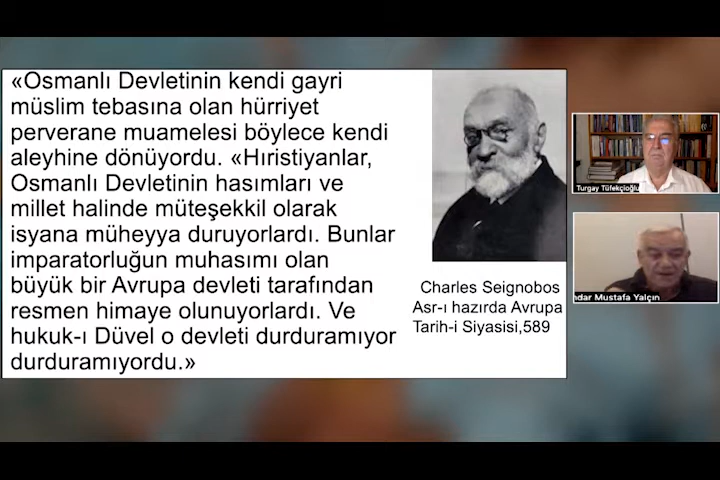 «Osmanlı Devletinin kendi gayri
müslim tebasına olan hürriyet
perverane muamelesi böylece kendi
aleyhine dönüyordu. «Hıristiyanlar,
Osmanlı Devletinin hasımları ve
millet halinde müteşekkil olarak
isyana müheyya duruyorlardı. Bunlar
imparatorluğun muhasımı olan
büyük bir Avrupa devleti tarafından
resmen himaye olunuyorlardı. Ve
hukuk-ı Düvel o devleti durduramıyor
durduramıyordu.»
Charles Seignobos
Asr-ı hazırda Avrupa
Tarih-i Siyasisi,589
Turgay Tüfekçioğlu
ndar Mustafa Yalçın